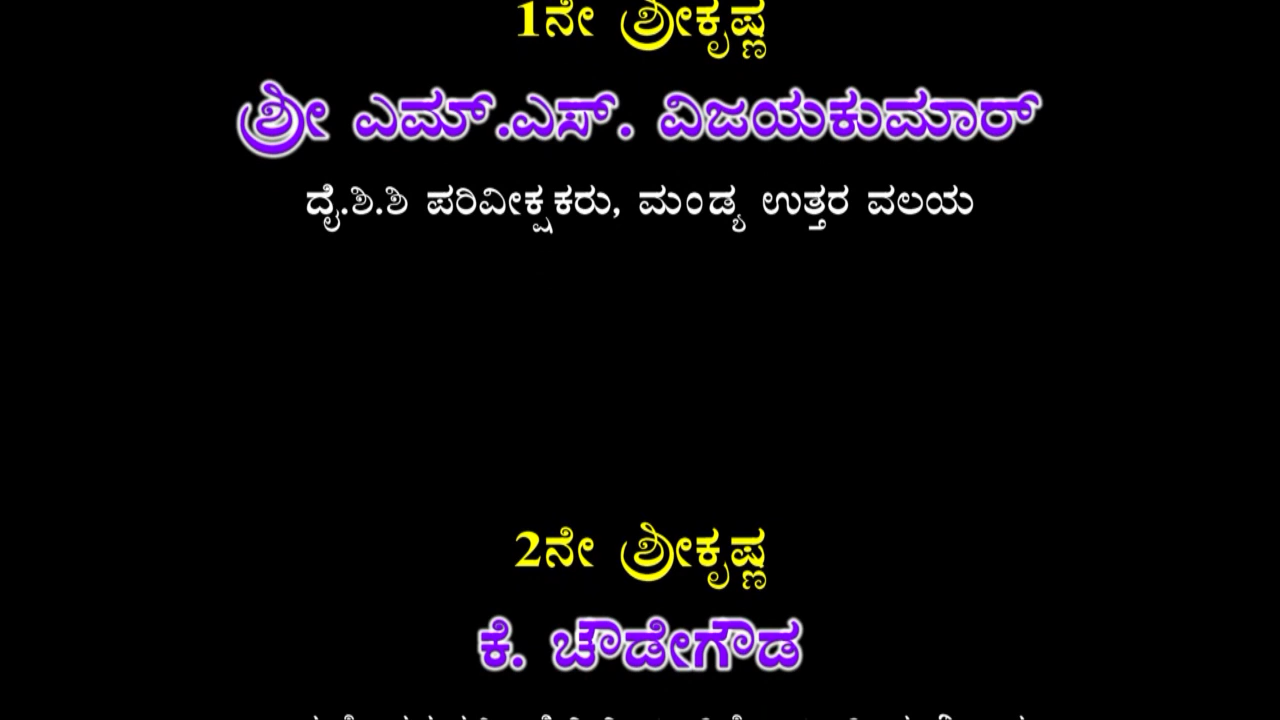 1ನೇ ಶ್ರೀಕೃಷ್ಣ
ಶ್ರೀ ಎಮ್.ಎಸ್. ವಿಜಯಕುಮಾರ್
ದೈ.ಶಿ.ಶಿ ಪರಿವೀಕ್ಷಕರು, ಮಂಡ್ಯ ಉತ್ತರ ವಲಯ
2ನೇ ಶ್ರೀಕೃಷ್ಣ
ಕೆ. ಚೌಡೇಗೌಡ